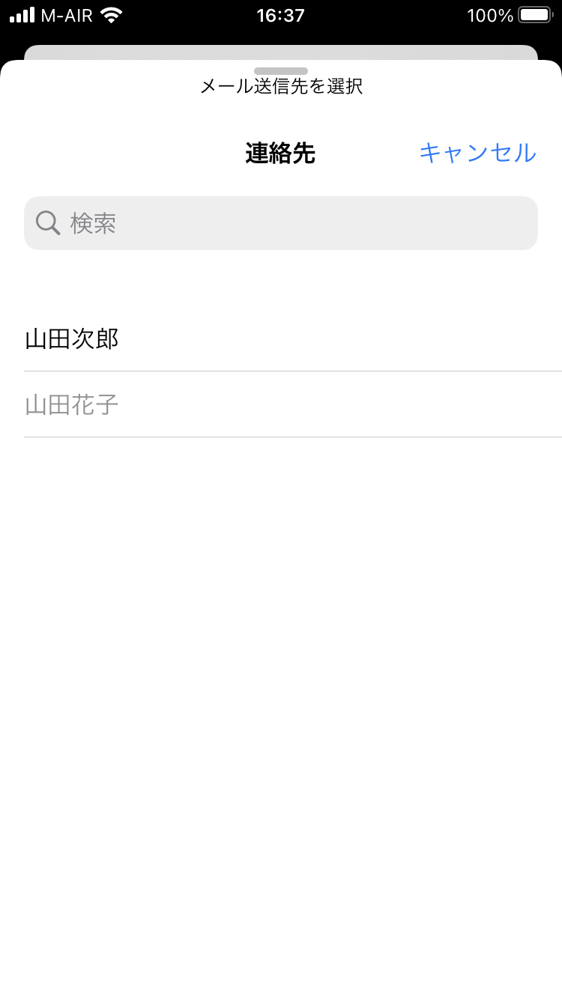 M-AIR 16:37 100%
メール送信先を選択
連絡先 キャンセル
検索
山田次郎
山田花子